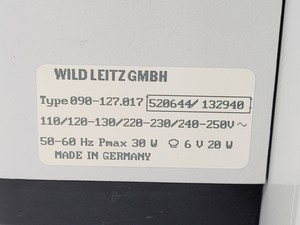 WILD LEITZ GMBH
Type 090-127.017 520644/ 132940
110/120-130/220-230/240-250V ~
50-60 Hz Pmax 30 W 6 V 20 W
MADE IN GERMANY